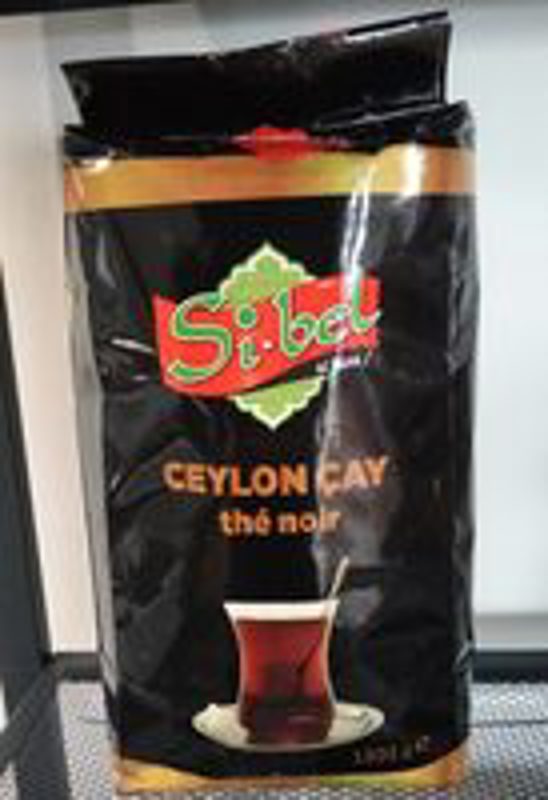 Si·bel
CEYLON ÇAY
thé noir